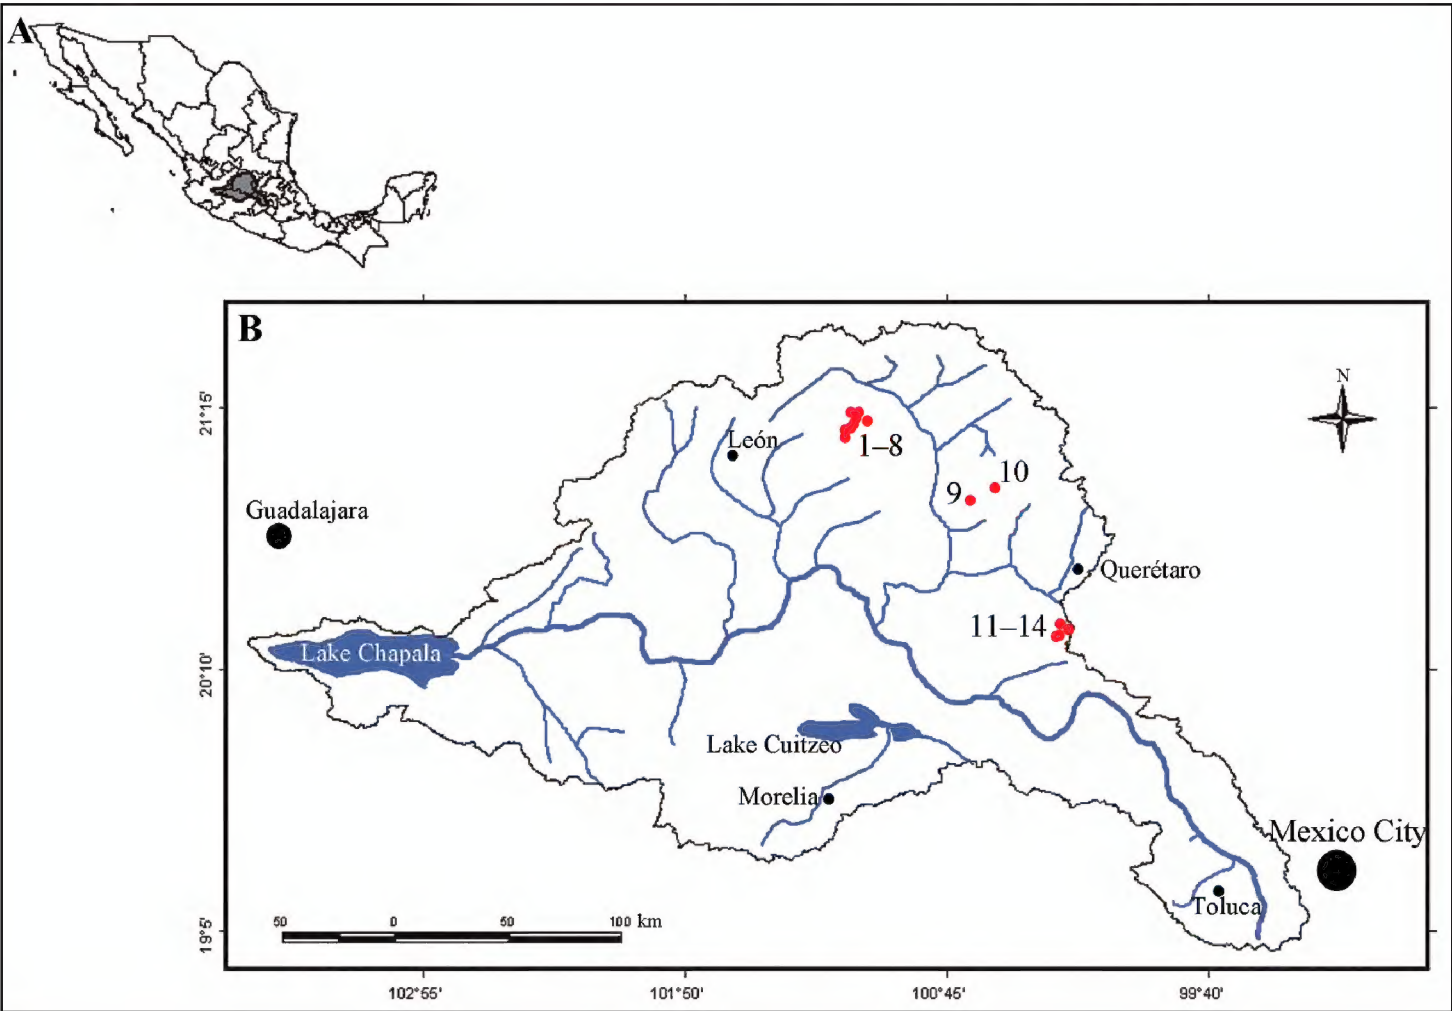 A
B
N
21°15'
León
1–8
10
9
Guadalajara
Querétaro
11–14
Lake Chapala
20°10'
Lake Cuitzeo
Morelia
Mexico City
Toluca
50 0 50 100 km
19°5'
102°55' 101°50' 100°45' 99°40'